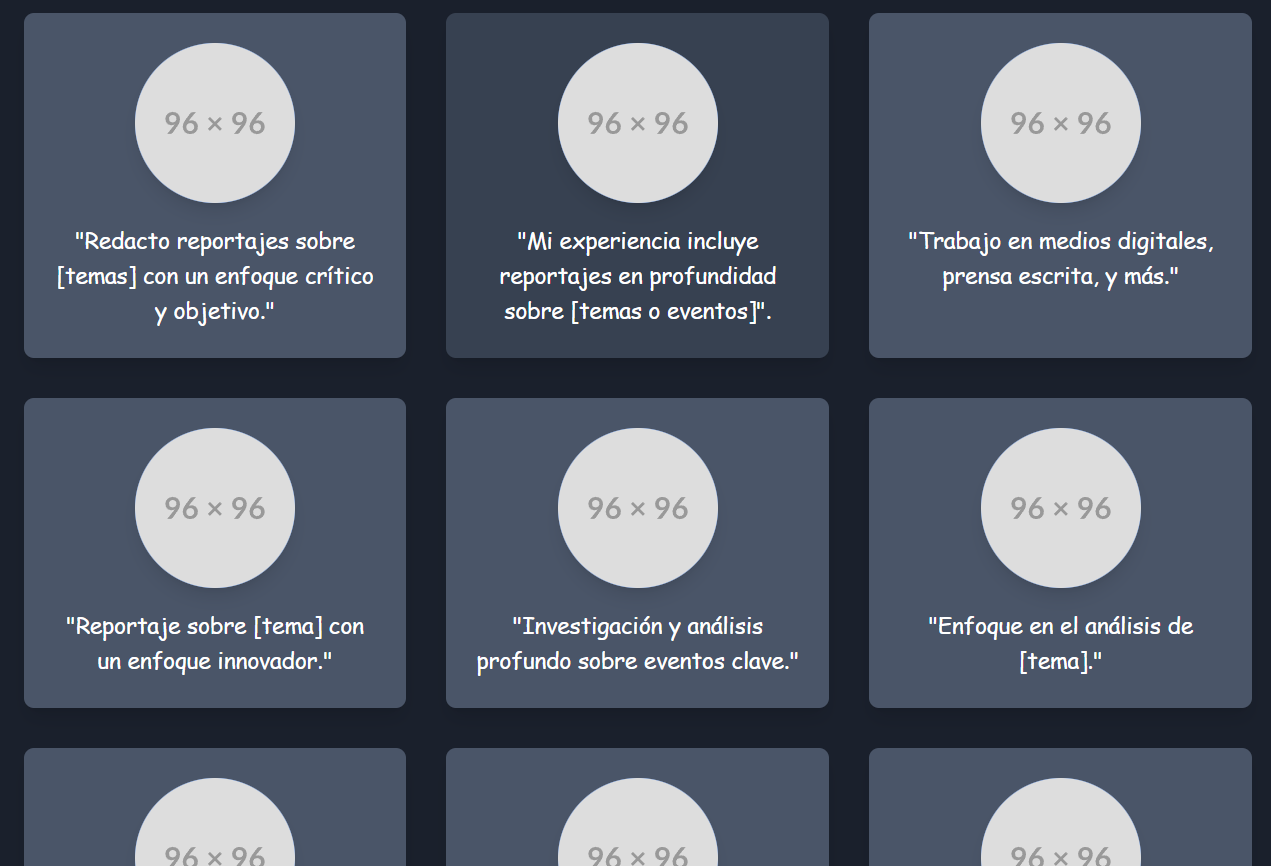 96 × 96
96 × 96
96 × 96
"Redacto reportajes sobre
[temas] con un enfoque crítico
y objetivo."
"Mi experiencia incluye
reportajes en profundidad
sobre [temas o eventos]".
"Trabajo en medios digitales,
prensa escrita, y más."
96 × 96
96 × 96
96 × 96
"Reportaje sobre [tema] con
un enfoque innovador."
"Investigación y análisis
profundo sobre eventos clave."
"Enfoque en el análisis de
[tema]."
96 × 96
96 × 96
96 × 96